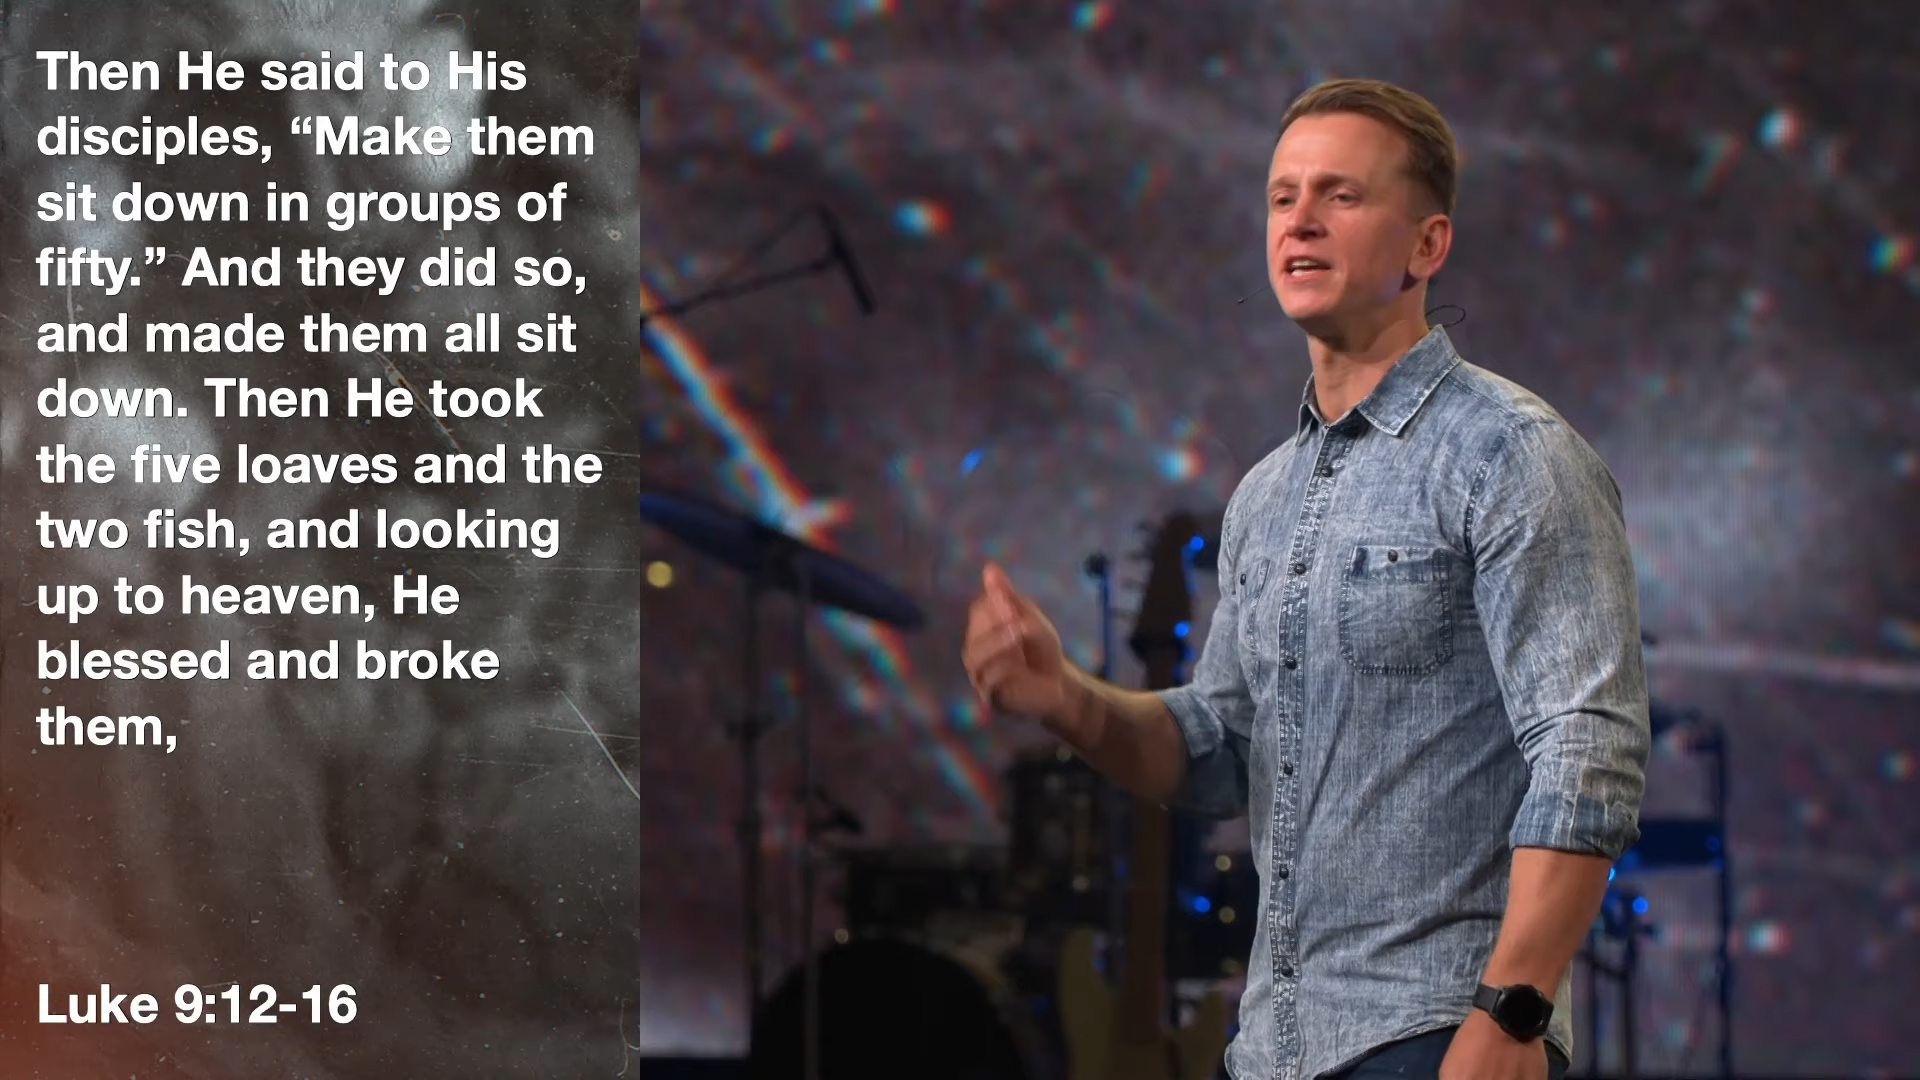 Then He said to His
disciples, “Make them
sit down in groups of
fifty.” And they did so,
and made them all sit
down. Then He took
the five loaves and the
two fish, and looking
up to heaven, He
blessed and broke
them,
Luke 9:12-16